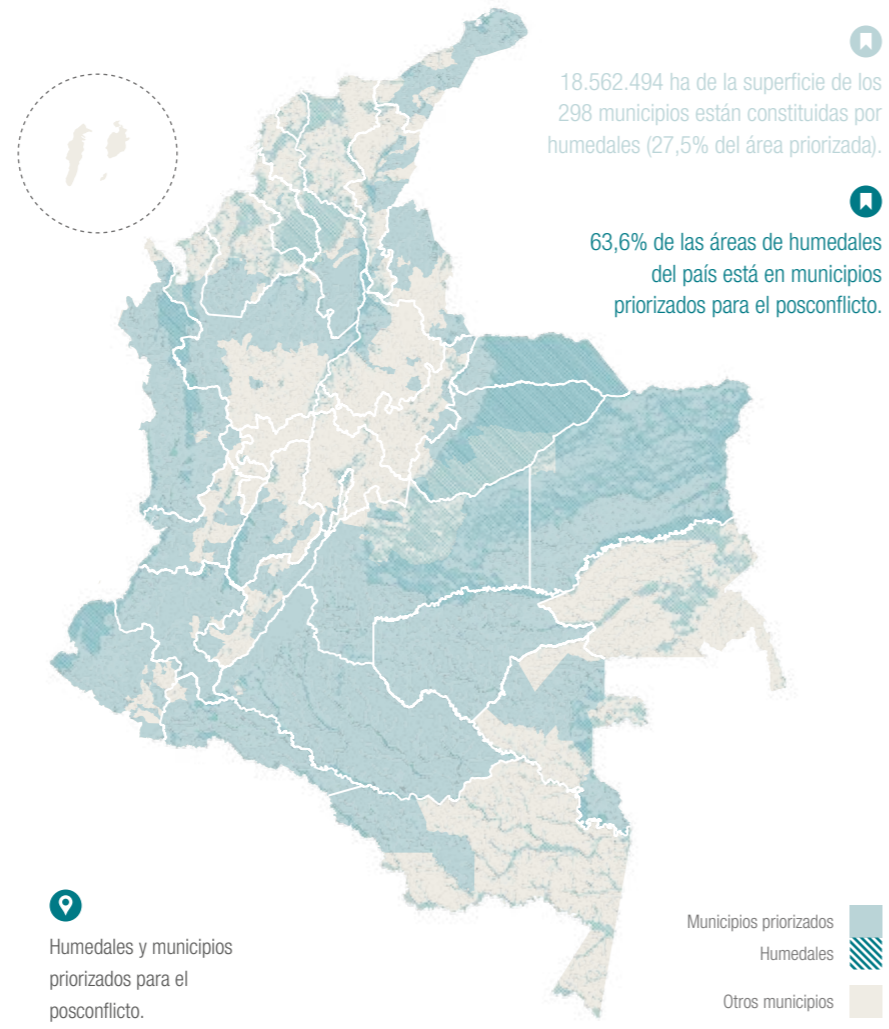 18.562.494 ha de la superficie de los
298 municipios están constituidas por
humedales (27,5% del área priorizada).
63,6% de las áreas de humedales
del país está en municipios
priorizados para el posconflicto.
Humedales y municipios
priorizados para el
posconflicto.
Municipios priorizados
Humedales
Otros municipios